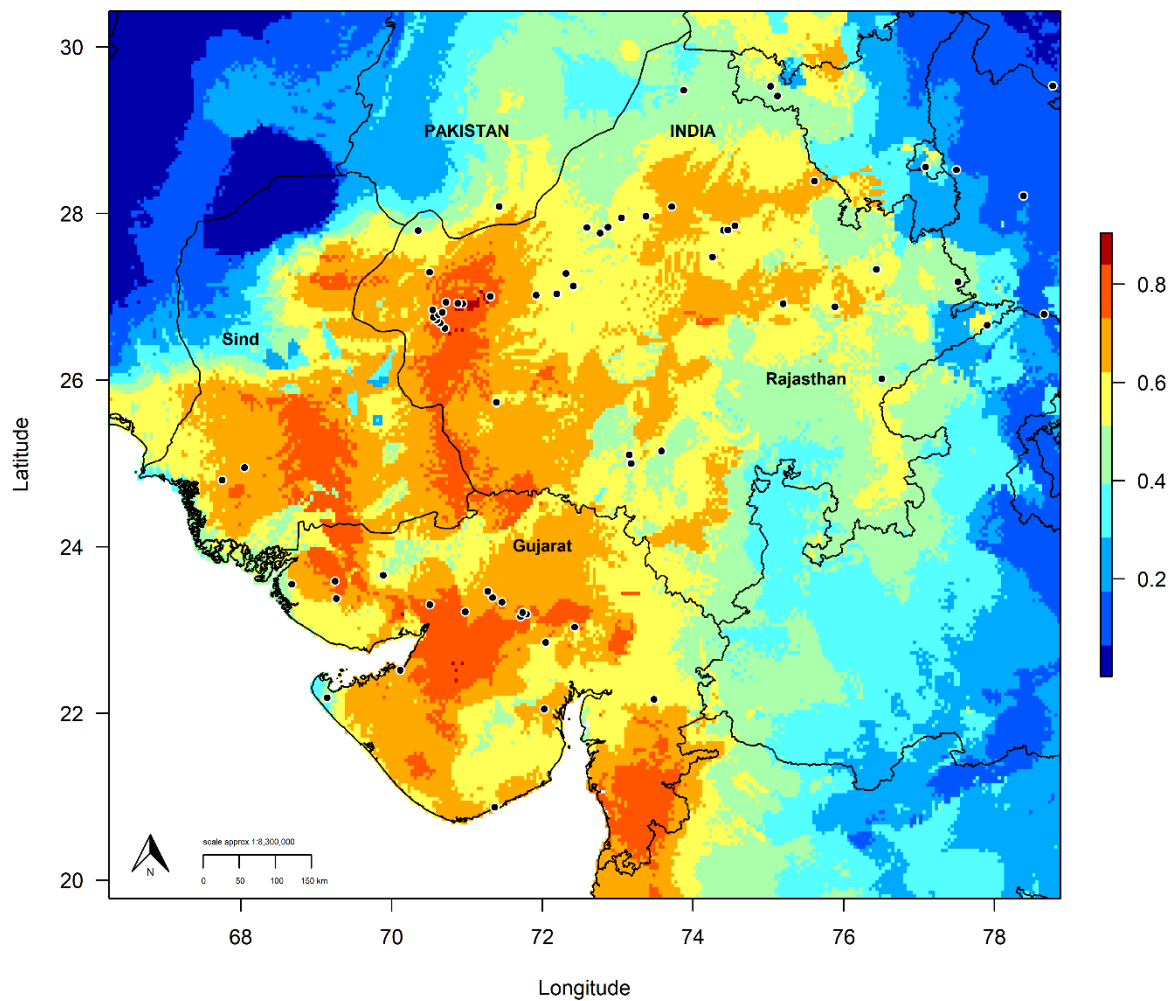 30
28
26
24
22
20
Latitude
PAKISTAN
INDIA
Sind
Rajasthan
Gujarat
scale approx 1:8,300,000
0 50 100 150 km
N
68 70 72 74 76 78
Longitude
0.8
0.6
0.4
0.2